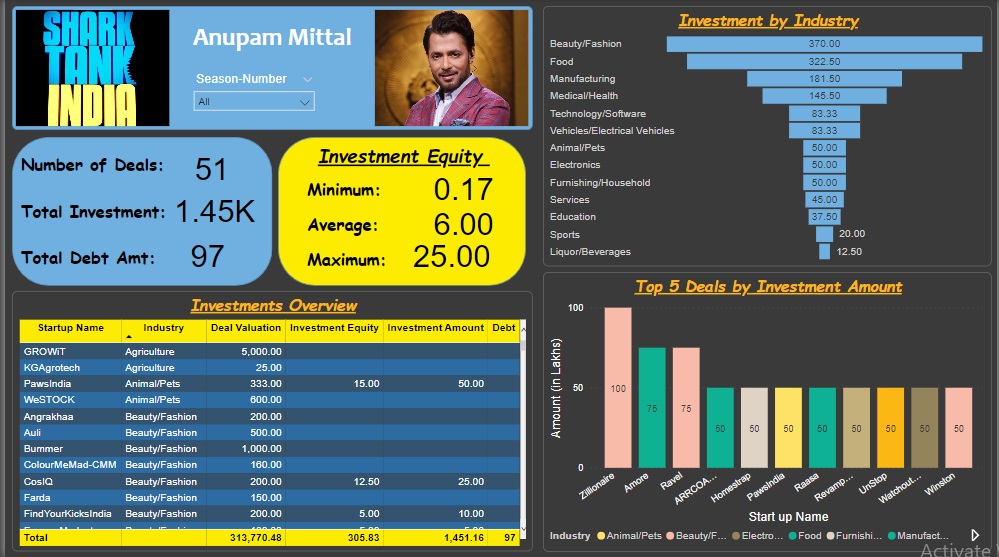 SHARK
TANK
INDIA
Anupam Mittal
Season-Number
All
Number of Deals: 51
Total Investment: 1.45K
Total Debt Amt: 97
Investment Equity
Minimum: 0.17
Average: 6.00
Maximum: 25.00
Investments Overview
Startup Name Industry Deal Valuation Investment Equity Investment Amount Debt
GROWiT Agriculture 5,000.00
KGAgrotech Agriculture 25.00
PawsIndia Animal/Pets 333.00 15.00 50.00
WeSTOCK Animal/Pets 600.00
Angrakhaa Beauty/Fashion 200.00
Auli Beauty/Fashion 500.00
Bummer Beauty/Fashion 1,000.00
ColourMeMad-CMM Beauty/Fashion 160.00
CosIQ Beauty/Fashion 200.00 12.50 25.00
Farda Beauty/Fashion 150.00
FindYourKicksIndia Beauty/Fashion 200.00 5.00 10.00
Total 313,770.48 305.83 1,451.16 97
Investment by Industry
Beauty/Fashion 370.00
Food 322.50
Manufacturing 181.50
Medical/Health 145.50
Technology/Software 83.33
Vehicles/Electrical Vehicles 83.33
Animal/Pets 50.00
Electronics 50.00
Furnishing/Household 50.00
Services 45.00
Education 37.50
Sports 20.00
Liquor/Beverages 12.50
Top 5 Deals by Investment Amount
Amount (in Lakhs)
100
50
0
100 75 75 50 50 50 50 50 50 50 50
Zillionaire Amore Ravel ARRCOA... Homestrap PawsIndia Raasa Revamp... UnStop Watchout... Winston
Start up Name
Industry Animal/Pets Beauty/F... Electro... Food Furnishi... Manufact...
Activate